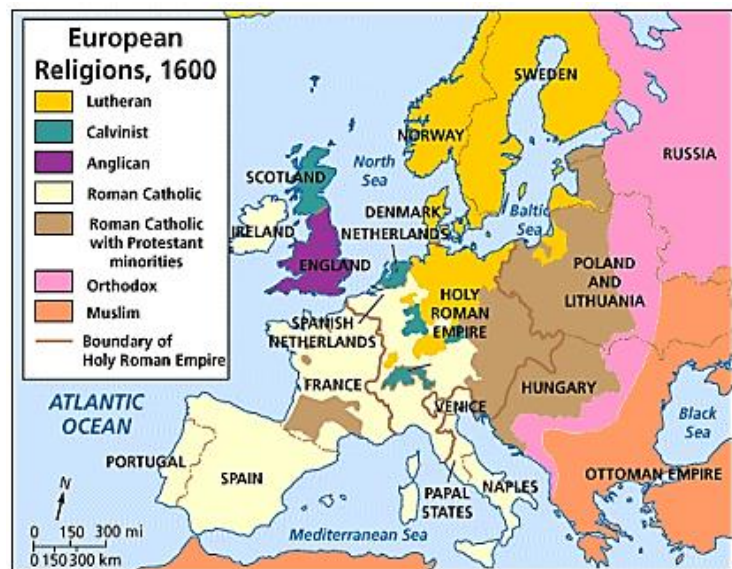 European
Religions, 1600
Lutheran
Calvinist
Anglican
Roman Catholic
Roman Catholic
with Protestant
minorities
Orthodox
Muslim
Boundary of
Holy Roman Empire
SWEDEN
NORWAY
RUSSIA
North
Sea
SCOTLAND
DENMARK
Baltic
Sea
NETHERLANDS
IRELAND
ENGLAND
POLAND
AND
LITHUANIA
HOLY
ROMAN
EMPIRE
SPANISH
NETHERLANDS
FRANCE
HUNGARY
VENICE
ATLANTIC
OCEAN
Black
Sea
PORTUGAL
SPAIN
PAPAL
STATES
NAPLES
OTTOMAN EMPIRE
Mediterranean Sea
N
0 150 300 mi
0 150 300 km